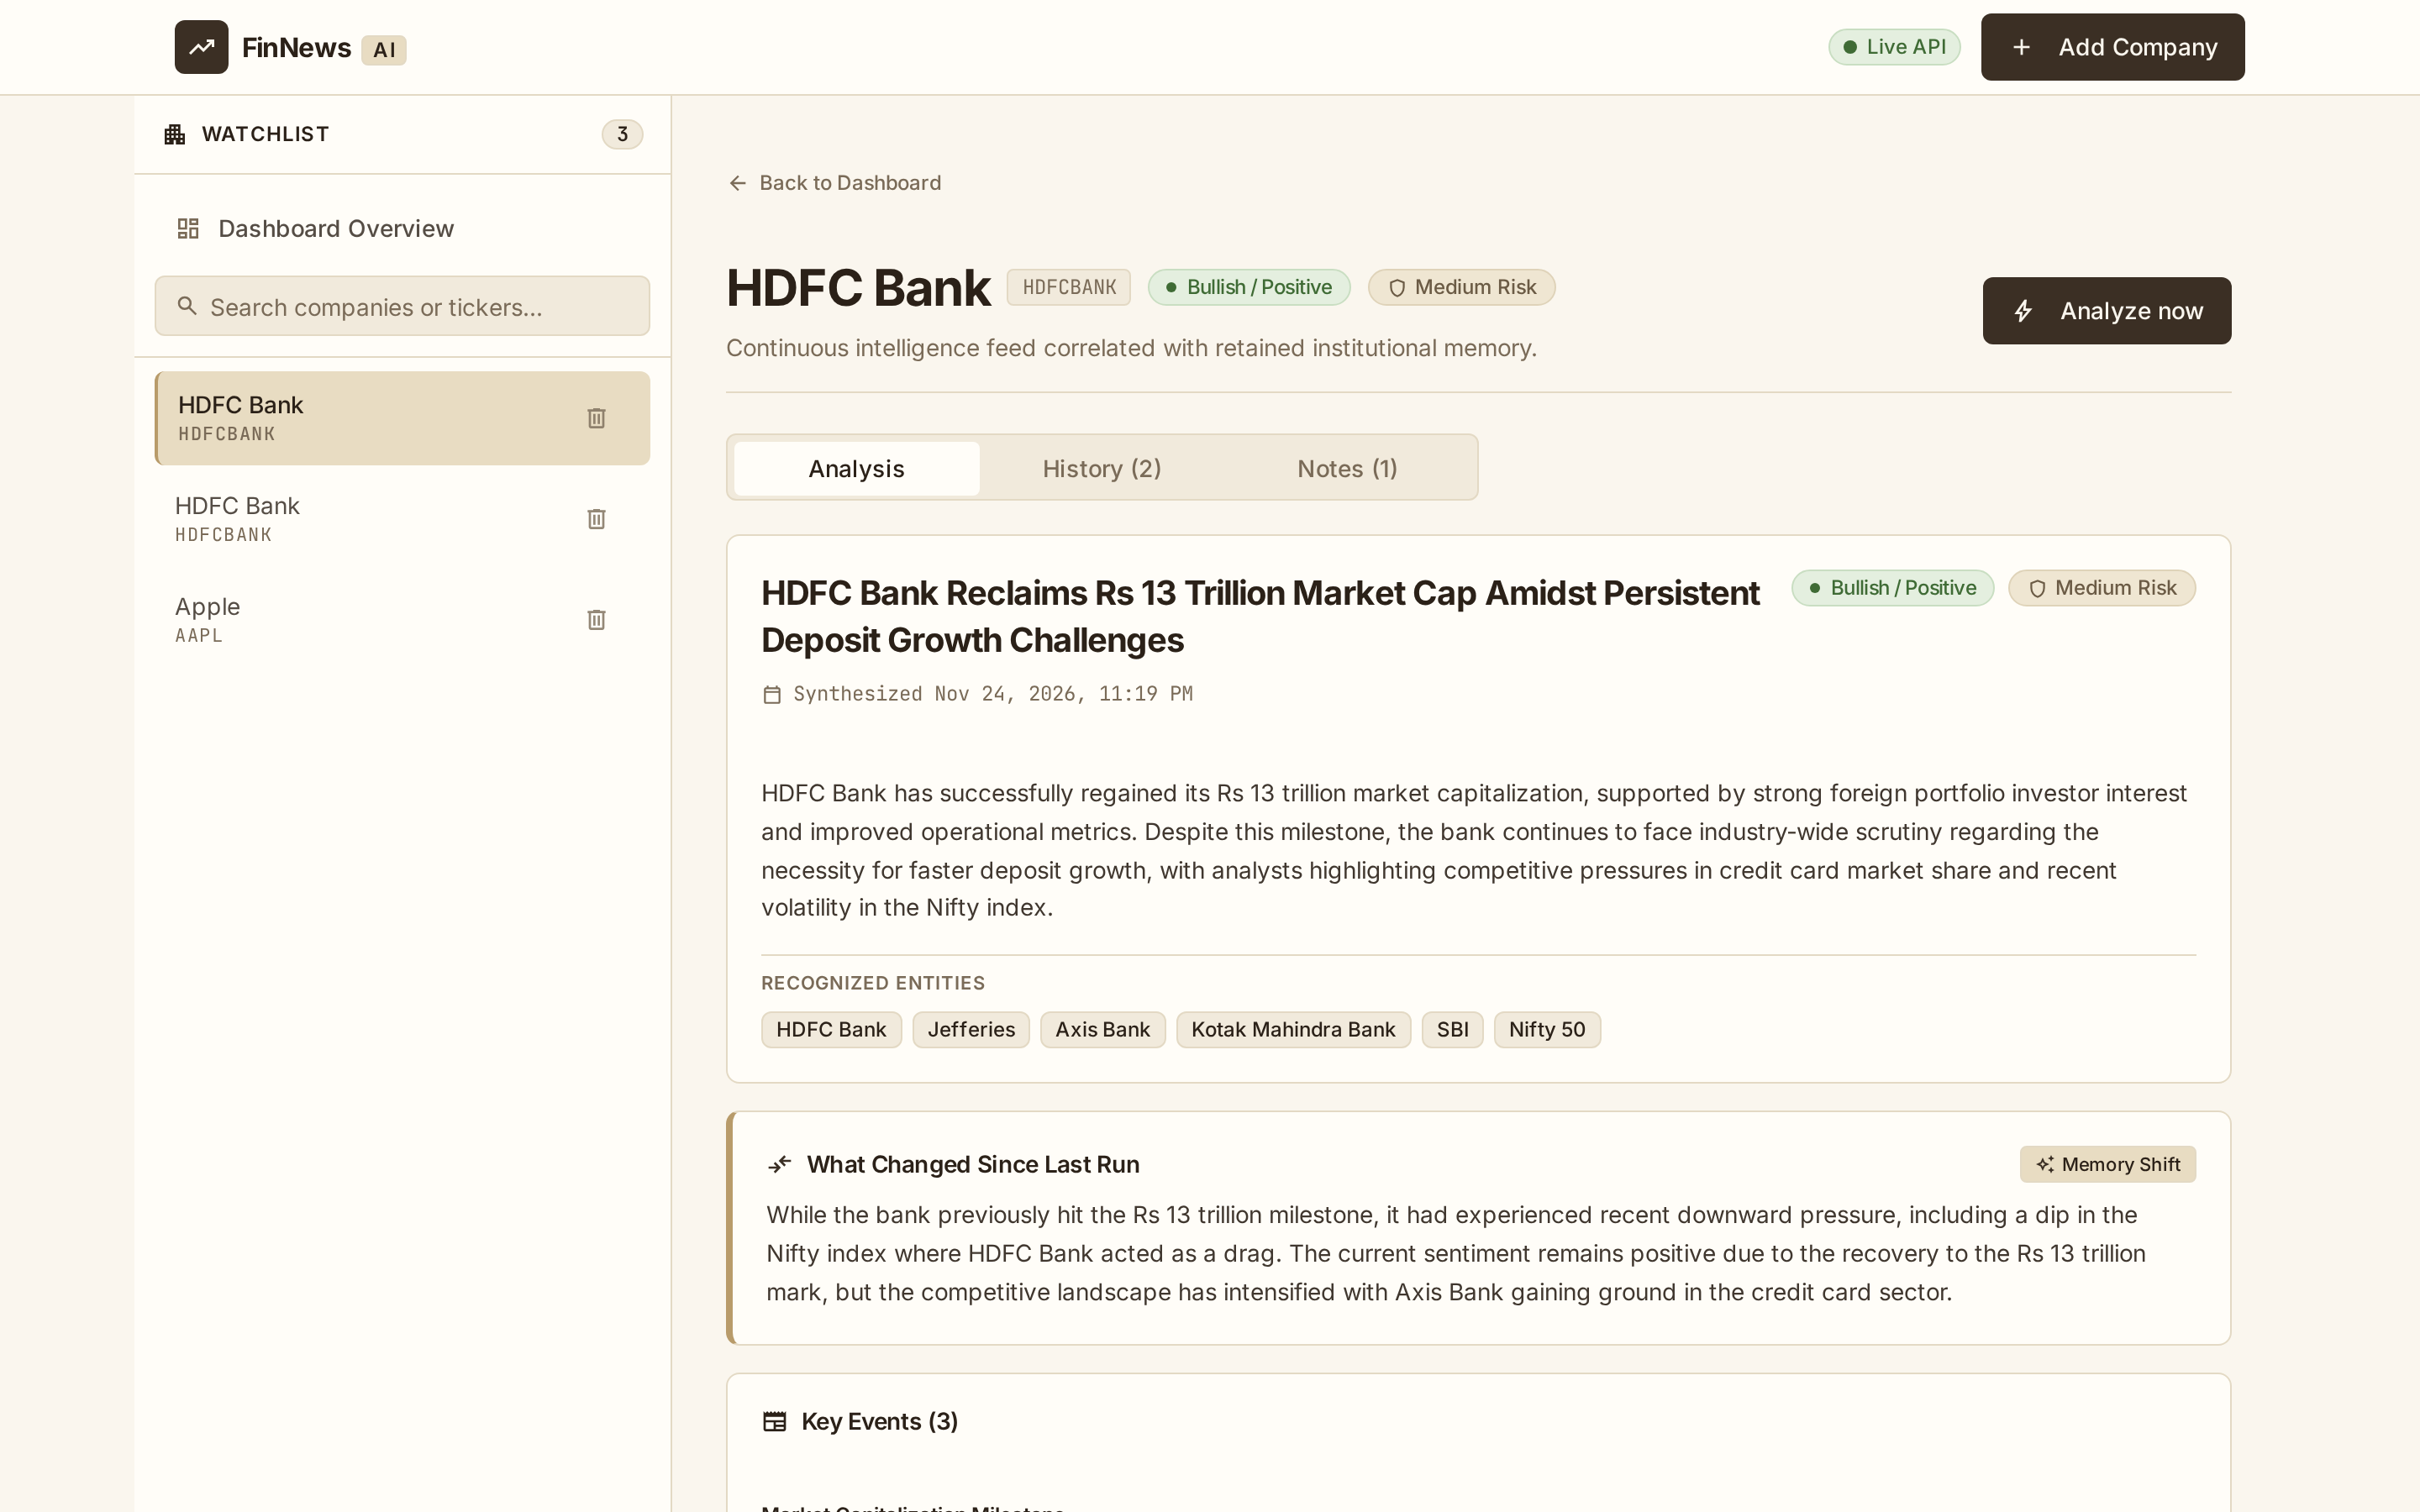 FinNews AI
Live API
Add Company
WATCHLIST
3
Dashboard Overview
Search companies or tickers...
HDFC Bank
HDFCBANK
HDFC Bank
HDFCBANK
Apple
AAPL
Back to Dashboard
HDFC Bank HDFCBANK Bullish / Positive Medium Risk
Continuous intelligence feed correlated with retained institutional memory.
Analyze now
Analysis History (2) Notes (1)
HDFC Bank Reclaims Rs 13 Trillion Market Cap Amidst Persistent
Deposit Growth Challenges
Bullish / Positive Medium Risk
Synthesized Nov 24, 2026, 11:19 PM
HDFC Bank has successfully regained its Rs 13 trillion market capitalization, supported by strong foreign portfolio investor interest
and improved operational metrics. Despite this milestone, the bank continues to face industry-wide scrutiny regarding the
necessity for faster deposit growth, with analysts highlighting competitive pressures in credit card market share and recent
volatility in the Nifty index.
RECOGNIZED ENTITIES
HDFC Bank Jefferies Axis Bank Kotak Mahindra Bank SBI Nifty 50
What Changed Since Last Run
Memory Shift
While the bank previously hit the Rs 13 trillion milestone, it had experienced recent downward pressure, including a dip in the
Nifty index where HDFC Bank acted as a drag. The current sentiment remains positive due to the recovery to the Rs 13 trillion
mark, but the competitive landscape has intensified with Axis Bank gaining ground in the credit card sector.
Key Events (3)
Market Capitalization Milestone